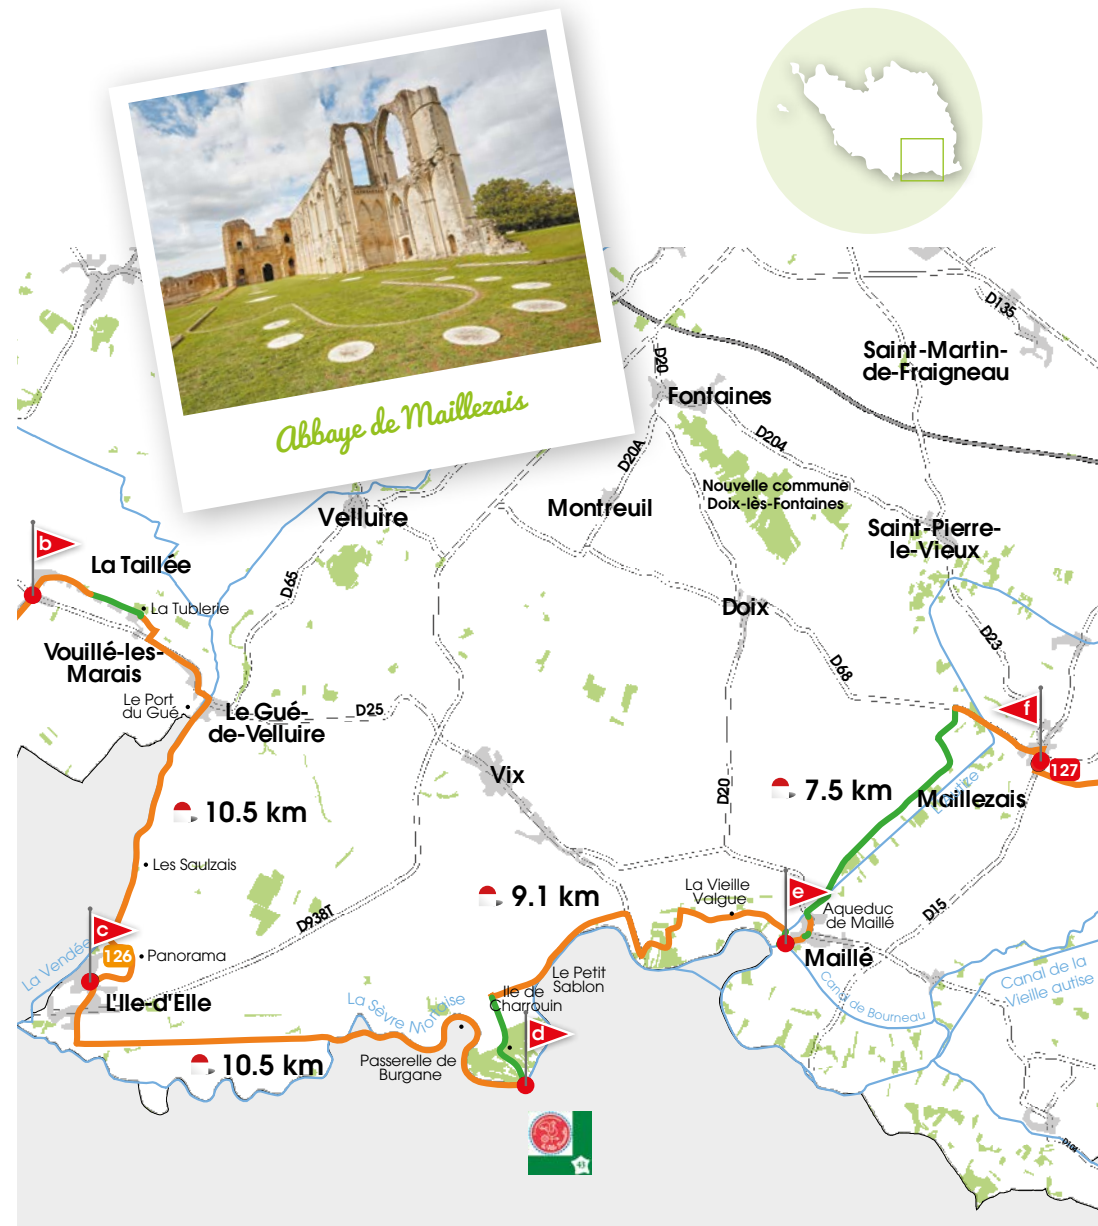 Abbaye de Maillezais
D135
Saint-Martin-
de-Fraigneau
D20
Fontaines
D20A
D20A
Nouvelle commune
Doix-lès-Fontaines
Montreuil
Velluire
Saint-Pierre-
le-Vieux
b
La Taillée
D65
La Tublerie
Doix
D23
Vouillé-les-
Marais
D68
Le Port
du Gué
Le Gué-
de-Velluire
D25
f
127
Vix
D20
7.5 km
Maillezais
L'Autize
10.5 km
Les Saulzais
9.1 km
La Vieille
Valgue
e
D938T
Aqueduc
de Maillé
D15
c
126
Panorama
La Vendée
Maillé
L'Ile-d'Elle
Le Petit
Sablon
Canal de la
Vieille autise
Ile de
Charrouin
La Sèvre Niortaise
Canal de Bourneau
d
10.5 km
Passerelle de
Burgane
D104
43